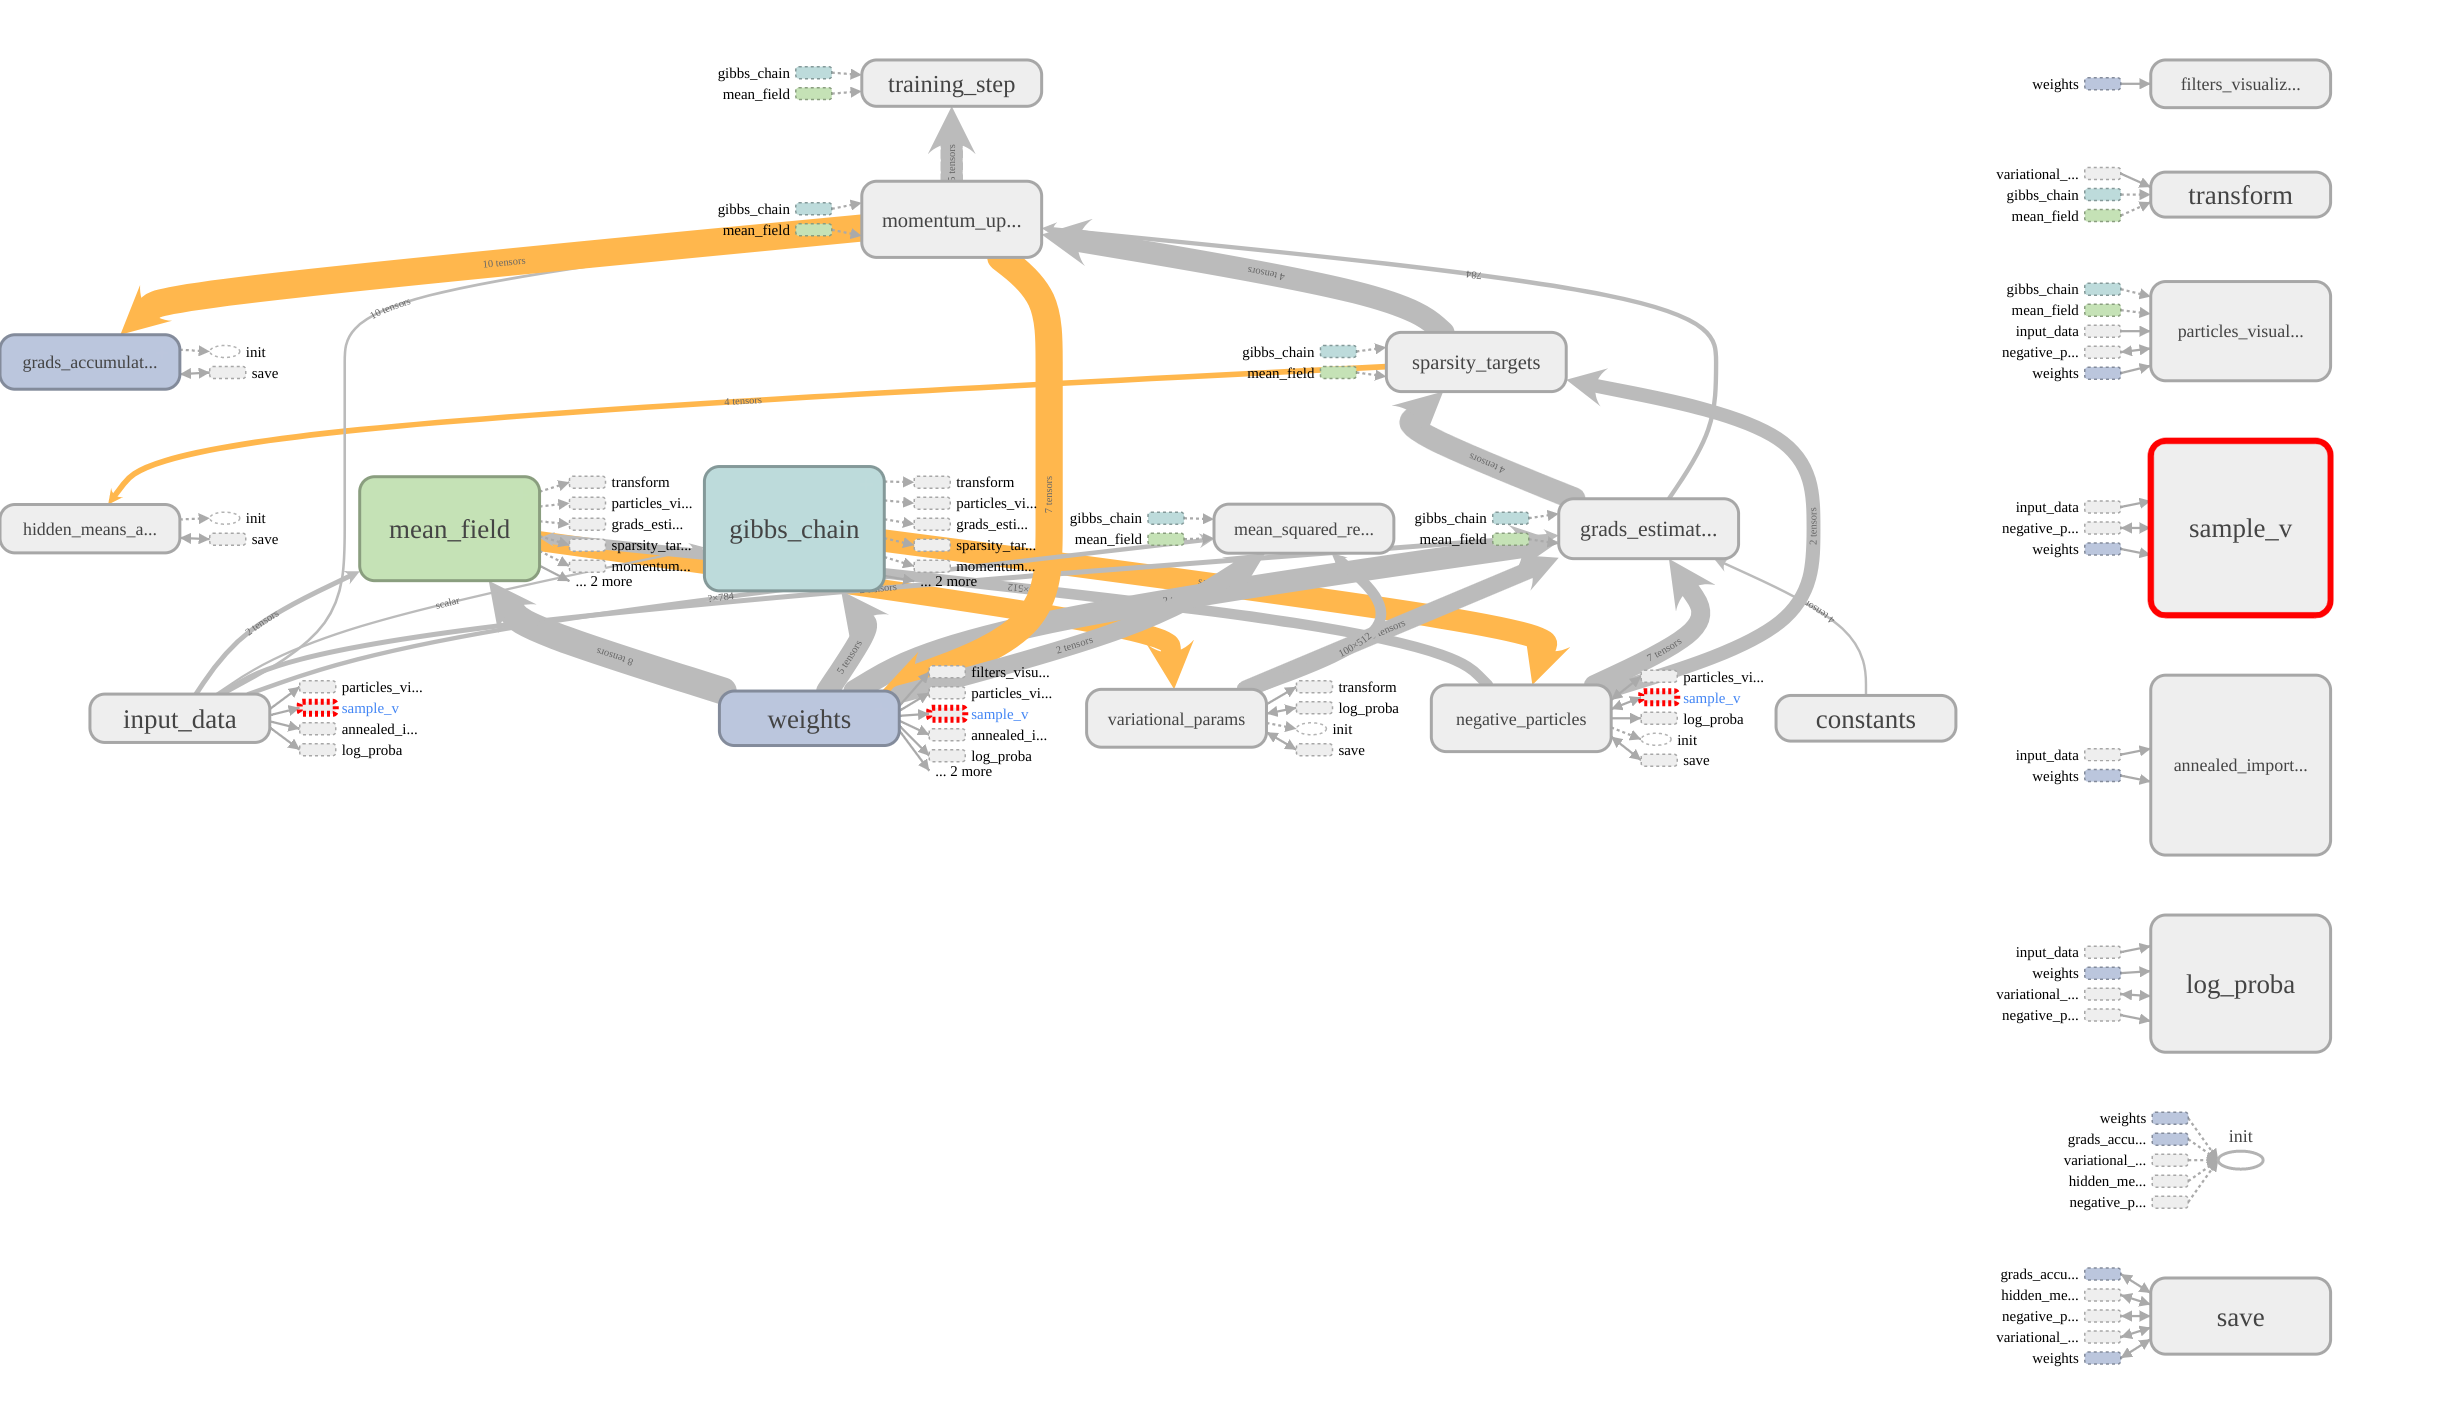 gibbs_chain
mean_field
training_step
5 tensors
gibbs_chain
mean_field
momentum_up...
10 tensors
10 tensors
4 tensors
784
grads_accumulat...
init
save
gibbs_chain
mean_field
sparsity_targets
4 tensors
4 tensors
hidden_means_a...
init
save
mean_field
transform
particles_vi...
grads_esti...
sparsity_tar...
momentum...
... 2 more
gibbs_chain
transform
particles_vi...
grads_esti...
sparsity_tar...
momentum...
... 2 more
7 tensors
gibbs_chain
mean_field
mean_squared_re...
gibbs_chain
mean_field
grads_estimat...
2 tensors
2 tensors
scalar
?×784
×512
8 tensors
5 tensors
2 tensors
100×512
tensors
7 tensors
4 tensors
input_data
particles_vi...
sample_v
annealed_i...
log_proba
weights
filters_visu...
particles_vi...
sample_v
annealed_i...
log_proba
... 2 more
variational_params
transform
log_proba
init
save
negative_particles
particles_vi...
sample_v
log_proba
init
save
constants
weights
filters_visualiz...
variational_...
gibbs_chain
mean_field
transform
gibbs_chain
mean_field
input_data
negative_p...
weights
particles_visual...
input_data
negative_p...
weights
sample_v
input_data
weights
annealed_import...
input_data
weights
variational_...
negative_p...
log_proba
weights
grads_accu...
variational_...
hidden_me...
negative_p...
init
grads_accu...
hidden_me...
negative_p...
variational_...
weights
save